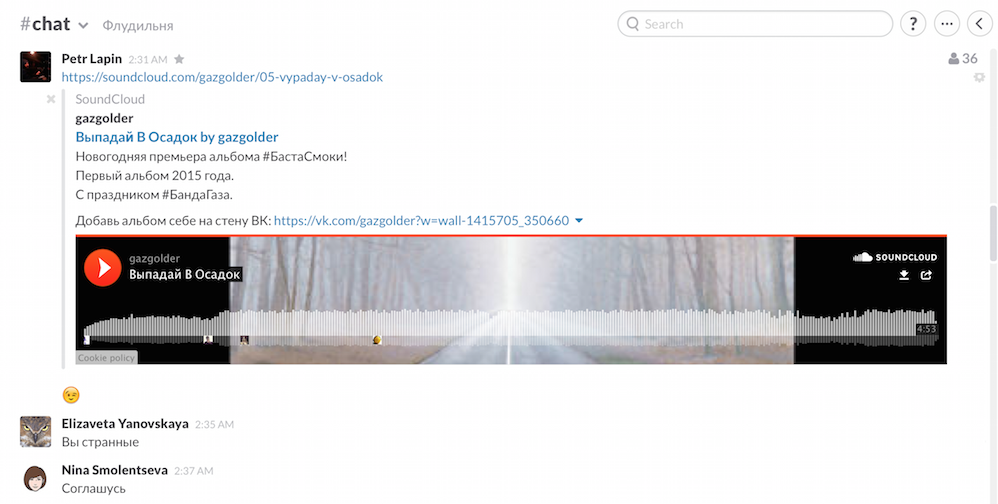 #chat Флудильня Search ?
Petr Lapin 2:31 AM
36
https://soundcloud.com/gazgolder/05-vypaday-v-osadok
SoundCloud
gazgolder
Выпадай В Осадок by gazgolder
Новогодняя премьера альбома #БастаСмоки!
Первый альбом 2015 года.
С праздником #БандаГаза.
Добавь альбом себе на стену ВК: https://vk.com/gazgolder?w=wall-1415705_350660
gazgolder
SOUNDCLOUD
Выпадай В Осадок
4:53
Cookie policy
Elizaveta Yanovskaya 2:35 AM
Вы странные
Nina Smolentseva 2:37 AM
Соглашусь